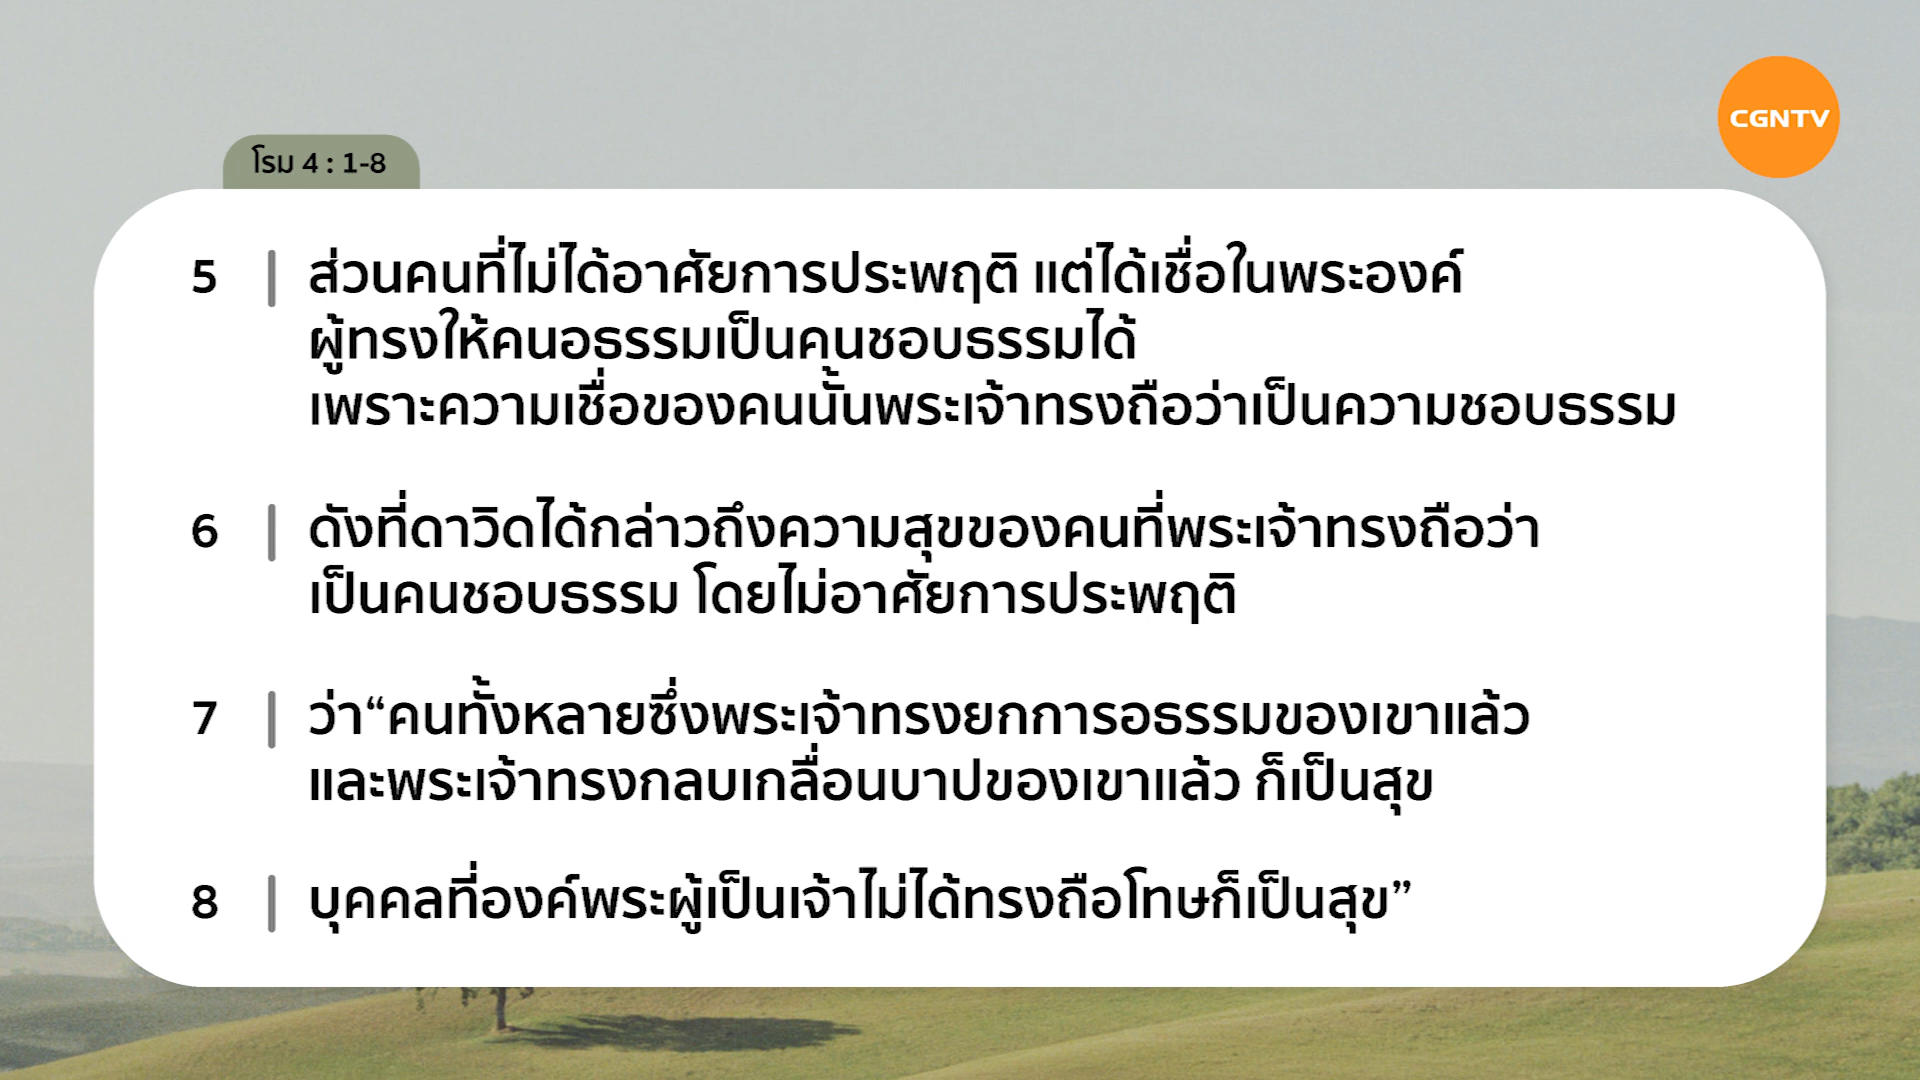 CGNTV
โรม 4 : 1-8
5 ส่วนคนที่ไม่ได้อาศัยการประพฤติ แต่ได้เชื่อในพระองค์
ผู้ทรงให้คนอธรรมเป็นคนชอบธรรมได้
เพราะความเชื่อของคนนั้นพระเจ้าทรงถือว่าเป็นความชอบธรรม
6 ดังที่ดาวิดได้กล่าวถึงความสุขของคนที่พระเจ้าทรงถือว่า
เป็นคนชอบธรรม โดยไม่อาศัยการประพฤติ
7 ว่า“คนทั้งหลายซึ่งพระเจ้าทรงยกการอธรรมของเขาแล้ว
และพระเจ้าทรงกลบเกลื่อนบาปของเขาแล้ว ก็เป็นสุข
8 บุคคลที่องค์พระผู้เป็นเจ้าไม่ได้ทรงถือโทษก็เป็นสุข”